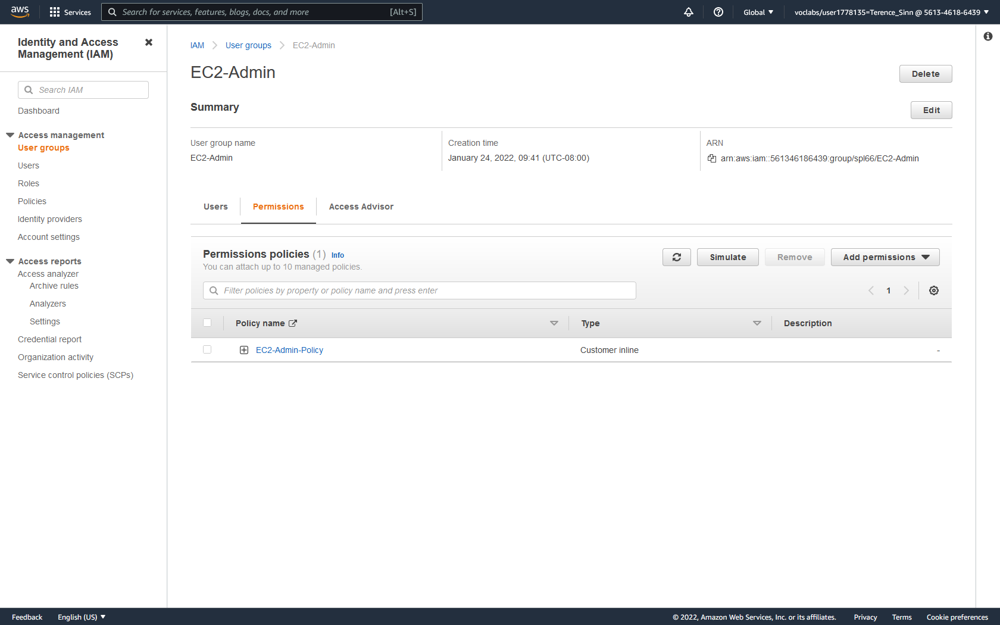 aws
Services
Search for services, features, blogs, docs, and more
[Alt+S]
Global
voclabs/user1778135=Terence_Sinn @ 5613-4618-6439
Identity and Access
Management (IAM)
Search IAM
Dashboard
Access management
User groups
Users
Roles
Policies
Identity providers
Account settings
Access reports
Access analyzer
Archive rules
Analyzers
Settings
Credential report
Organization activity
Service control policies (SCPs)
IAM
User groups
EC2-Admin
EC2-Admin
Delete
Summary
Edit
User group name
EC2-Admin
Creation time
January 24, 2022, 09:41 (UTC-08:00)
ARN
arn:aws:iam::561346186439:group/spl66/EC2-Admin
Users
Permissions
Access Advisor
Permissions policies (1) Info
You can attach up to 10 managed policies.
Simulate
Remove
Add permissions
Filter policies by property or policy name and press enter
1
Policy name
Type
Description
EC2-Admin-Policy
Customer inline
-
Feedback
English (US)
© 2022, Amazon Web Services, Inc. or its affiliates.
Privacy
Terms
Cookie preferences